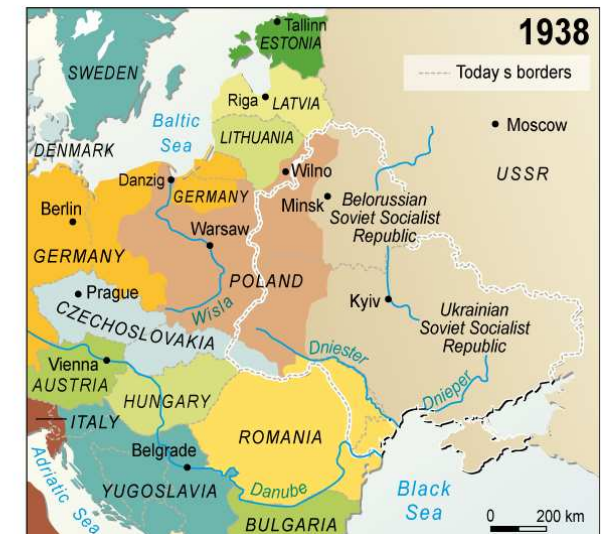 1938
Today s borders
Tallinn
ESTONIA
SWEDEN
Riga
LATVIA
Baltic
Sea
LITHUANIA
Moscow
DENMARK
Wilno
USSR
Danzig
GERMANY
Minsk
Belorussian
Soviet Socialist
Republic
Berlin
Warsaw
GERMANY
POLAND
Prague
Wisla
Kyiv
Ukrainian
Soviet Socialist
Republic
CZECHOSLOVAKIA
Dniester
Dnieper
Vienna
AUSTRIA
HUNGARY
ITALY
ROMANIA
Belgrade
Adriatic Sea
YUGOSLAVIA
Danube
Black
Sea
BULGARIA
0 200 km